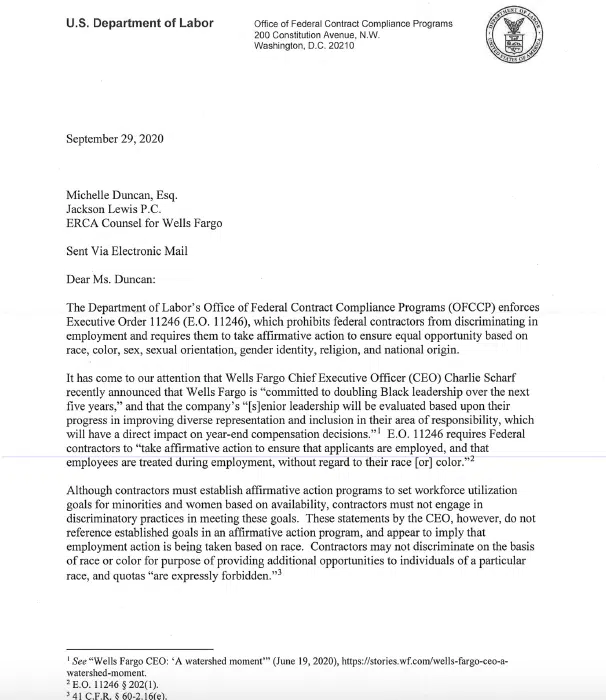 U.S. Department of Labor
Office of Federal Contract Compliance Programs
200 Constitution Avenue, N.W.
Washington, D.C. 20210
DEPARTMENT OF LABOR
UNITED STATES OF AMERICA
September 29, 2020
Michelle Duncan, Esq.
Jackson Lewis P.C.
ERCA Counsel for Wells Fargo
Sent Via Electronic Mail
Dear Ms. Duncan:
The Department of Labor's Office of Federal Contract Compliance Programs (OFCCP) enforces
Executive Order 11246 (E.O. 11246), which prohibits federal contractors from discriminating in
employment and requires them to take affirmative action to ensure equal opportunity based on
race, color, sex, sexual orientation, gender identity, religion, and national origin.
It has come to our attention that Wells Fargo Chief Executive Officer (CEO) Charlie Scharf
recently announced that Wells Fargo is "committed to doubling Black leadership over the next
five years," and that the company's "[s]enior leadership will be evaluated based upon their
progress in improving diverse representation and inclusion in their area of responsibility, which
will have a direct impact on year-end compensation decisions."1 E.O. 11246 requires Federal
contractors to "take affirmative action to ensure that applicants are employed, and that
employees are treated during employment, without regard to their race [or] color."2
Although contractors must establish affirmative action programs to set workforce utilization
goals for minorities and women based on availability, contractors must not engage in
discriminatory practices in meeting these goals. These statements by the CEO, however, do not
reference established goals in an affirmative action program, and appear to imply that
employment action is being taken based on race. Contractors may not discriminate on the basis
of race or color for purpose of providing additional opportunities to individuals of a particular
race, and quotas "are expressly forbidden."3
1 See "Wells Fargo CEO: 'A watershed moment'" (June 19, 2020), https://stories.wf.com/wells-fargo-ceo-a-
watershed-moment.
2 E.O. 11246 § 202(1).
3 41 C.F.R. § 60-2.16(e).